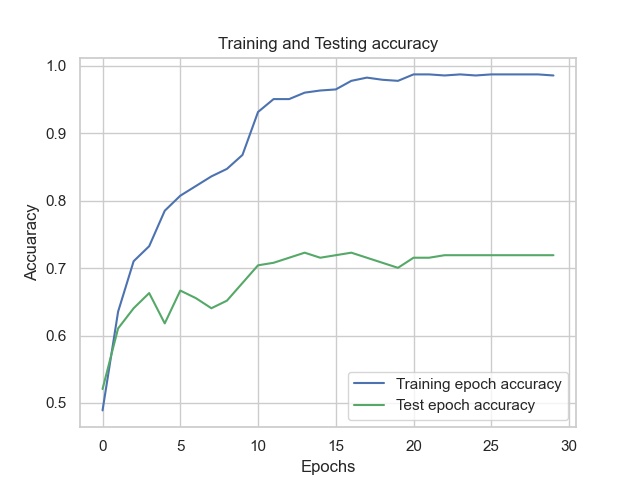 Training and Testing accuracy
1.0
0.9
0.8
0.7
0.6
0.5
Accuaracy
Training epoch accuracy
Test epoch accuracy
0 5 10 15 20 25 30
Epochs